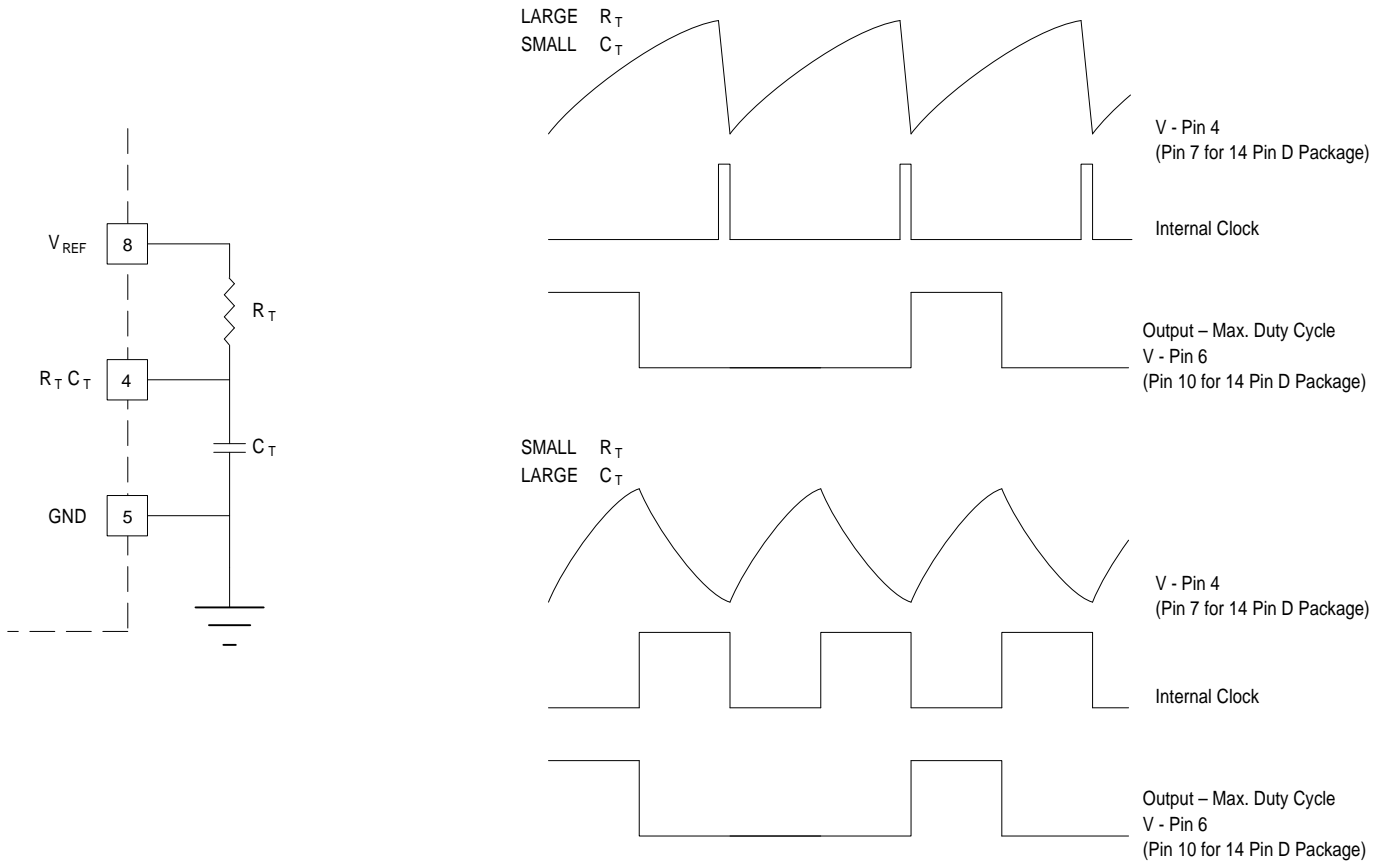 V REF
8
R T
R T C T
4
C T
GND
5
LARGE R T
SMALL C T
V - Pin 4
(Pin 7 for 14 Pin D Package)
Internal Clock
Output – Max. Duty Cycle
V - Pin 6
(Pin 10 for 14 Pin D Package)
SMALL R T
LARGE C T
V - Pin 4
(Pin 7 for 14 Pin D Package)
Internal Clock
Output – Max. Duty Cycle
V - Pin 6
(Pin 10 for 14 Pin D Package)